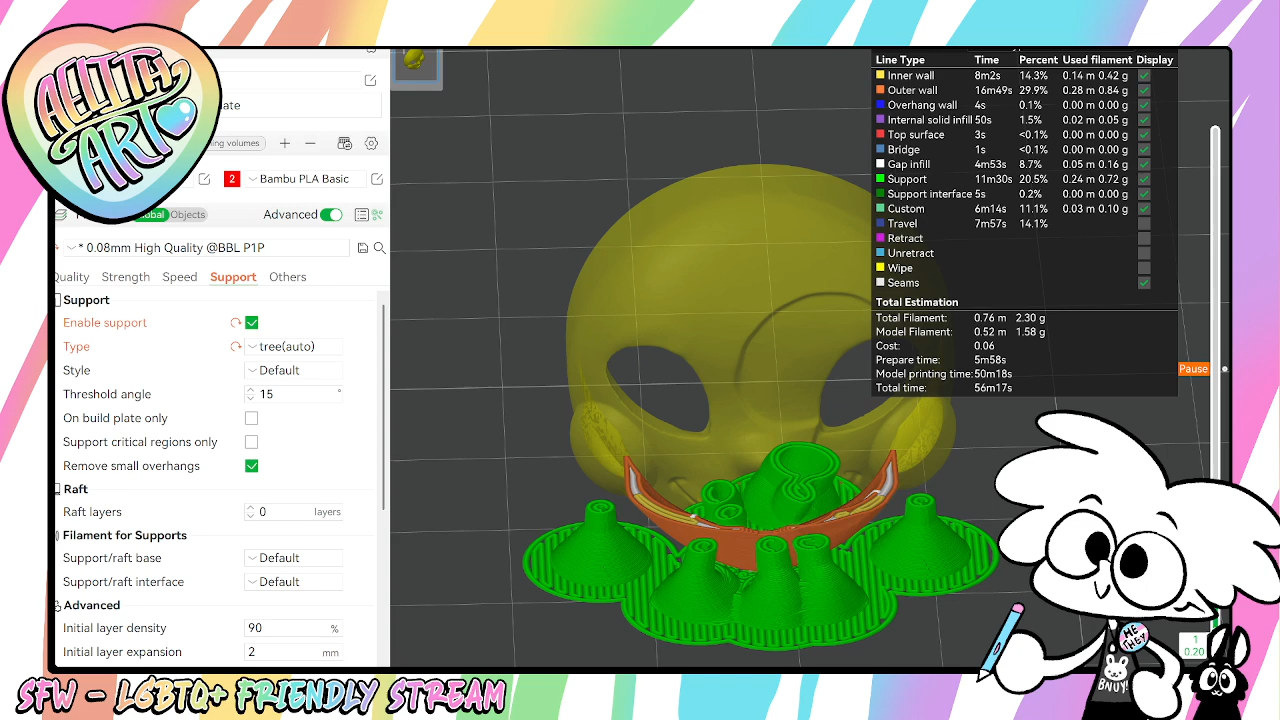 AELITH
ART
ate
ing volumes
2 Bambu PLA Basic
obal Objects Advanced
* 0.08mm High Quality @BBL P1P
Quality Strength Speed Support Others
Support
Enable support
Type tree(auto)
Style Default
Threshold angle 15 °
On build plate only
Support critical regions only
Remove small overhangs
Raft
Raft layers 0 layers
Filament for Supports
Support/raft base Default
Support/raft interface Default
Advanced
Initial layer density 90 %
Initial layer expansion 2 mm
Line Type Time Percent Used filament Display
Inner wall 8m2s 14.3% 0.14 m 0.42 g
Outer wall 16m49s 29.9% 0.28 m 0.84 g
Overhang wall 4s 0.1% 0.00 m 0.00 g
Internal solid infill 50s 1.5% 0.02 m 0.05 g
Top surface 3s <0.1% 0.00 m 0.00 g
Bridge 1s <0.1% 0.00 m 0.00 g
Gap infill 4m53s 8.7% 0.05 m 0.16 g
Support 11m30s 20.5% 0.24 m 0.72 g
Support interface 5s 0.2% 0.00 m 0.00 g
Custom 6m14s 11.1% 0.03 m 0.10 g
Travel 7m57s 14.1%
Retract
Unretract
Wipe
Seams
Total Estimation
Total Filament: 0.76 m 2.30 g
Model Filament: 0.52 m 1.58 g
Cost: 0.06
Prepare time: 5m58s
Model printing time: 50m18s
Total time: 56m17s
Pause
1
0.20
HE
THEY
BNUY!
SFW - LGBTQ+ FRIENDLY STREAM